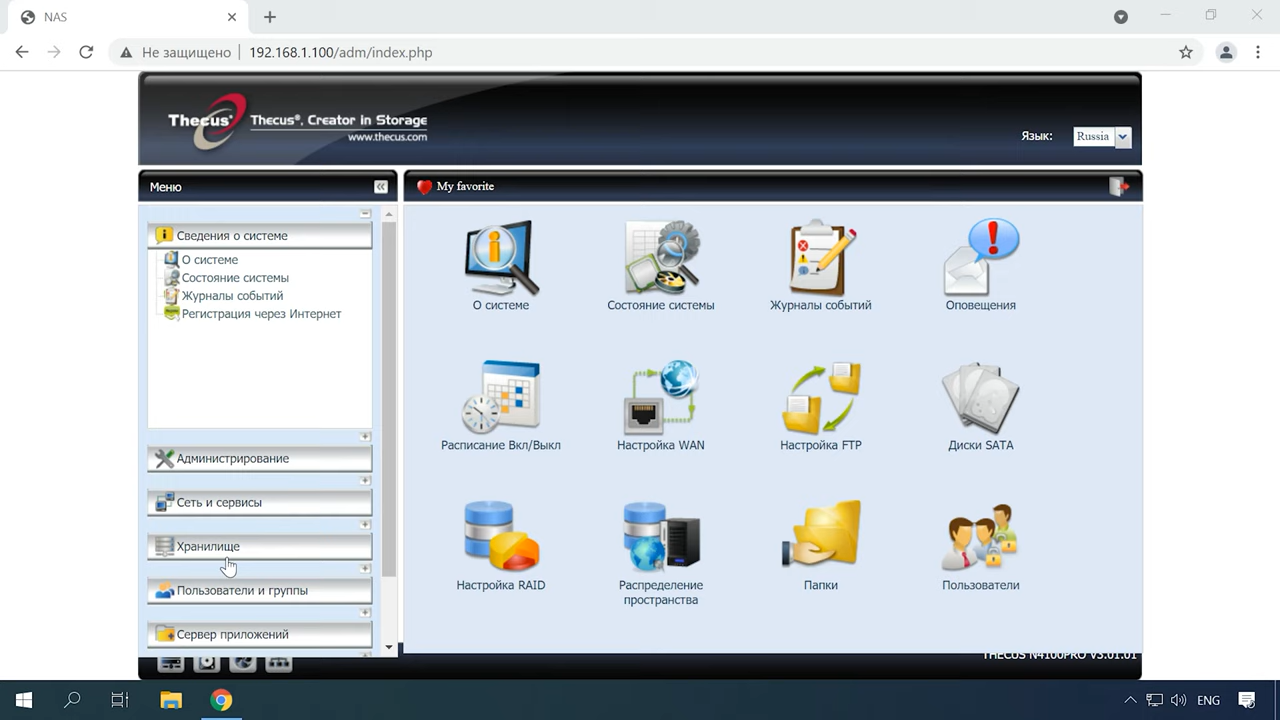 NAS
Не защищено
192.168.1.100/adm/index.php
Thecus®
Thecus®. Creator in Storage
www.thecus.com
Язык:
Russia
Меню
My favorite
Сведения о системе
О системе
Состояние системы
Журналы событий
Регистрация через Интернет
Администрирование
Сеть и сервисы
Хранилище
Пользователи и группы
Сервер приложений
О системе
Состояние системы
Журналы событий
Оповещения
Расписание Вкл/Выкл
Настройка WAN
Настройка FTP
Диски SATA
Настройка RAID
Распределение
пространства
Папки
Пользователи
THECUS N4100PRO V3.01.01
ENG